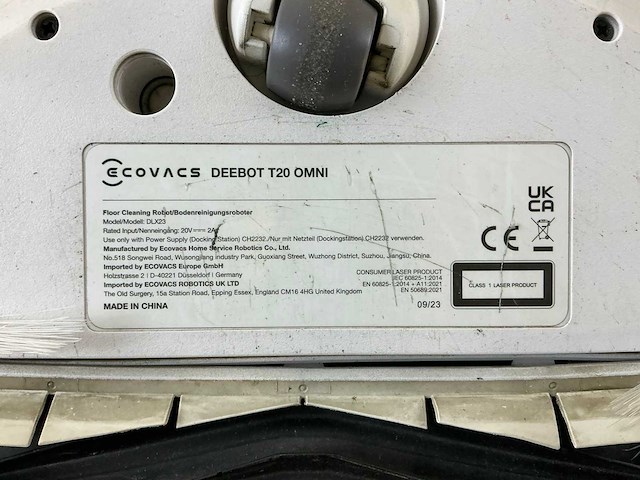 ECOVACS DEEBOT T20 OMNI
Floor Cleaning Robot/Bodenreinigungsroboter
Model/Modell: DLX23
Rated Input/Nenneingang: 20V⎓2A
Use only with Power Supply (Docking Station) CH2232./Nur mit Netzteil (Dockingstation) CH2232 verwenden.
Manufactured by Ecovacs Home Service Robotics Co., Ltd.
No.518 Songwei Road, Wusongjiang Industry Park, Guoxiang Street, Wuzhong District, Suzhou, Jiangsu, China.
Imported by ECOVACS Europe GmbH
Holzstrasse 2 I D-40221 Düsseldorf I Germany
Imported by ECOVACS ROBOTICS UK LTD
The Old Surgery, 15a Station Road, Epping Essex, England CM16 4HG United Kingdom
MADE IN CHINA
CONSUMER LASER PRODUCT
IEC 60825-1:2014
EN 60825-1:2014 + A11:2021
EN 50689:2021
09/23
UK
CA
CE
CLASS 1 LASER PRODUCT